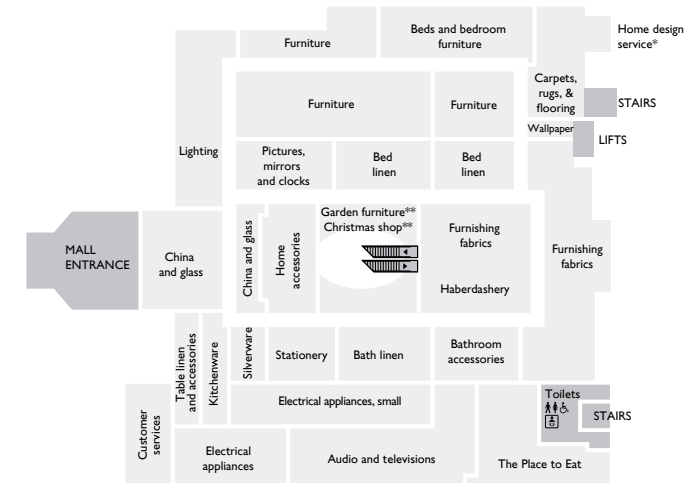 Furniture
Beds and bedroom
furniture
Home design
service*
Carpets,
rugs, &
flooring
STAIRS
Furniture
Furniture
Wallpaper
LIFTS
Lighting
Pictures,
mirrors
and clocks
Bed
linen
Bed
linen
MALL
ENTRANCE
China
and glass
China and glass
Home
accessories
Garden furniture**
Christmas shop**
Furnishing
fabrics
Haberdashery
Furnishing
fabrics
Table linen
and accessories
Kitchenware
Silverware
Stationery
Bath linen
Bathroom
accessories
Customer
services
Electrical appliances, small
Toilets
STAIRS
Electrical
appliances
Audio and televisions
The Place to Eat